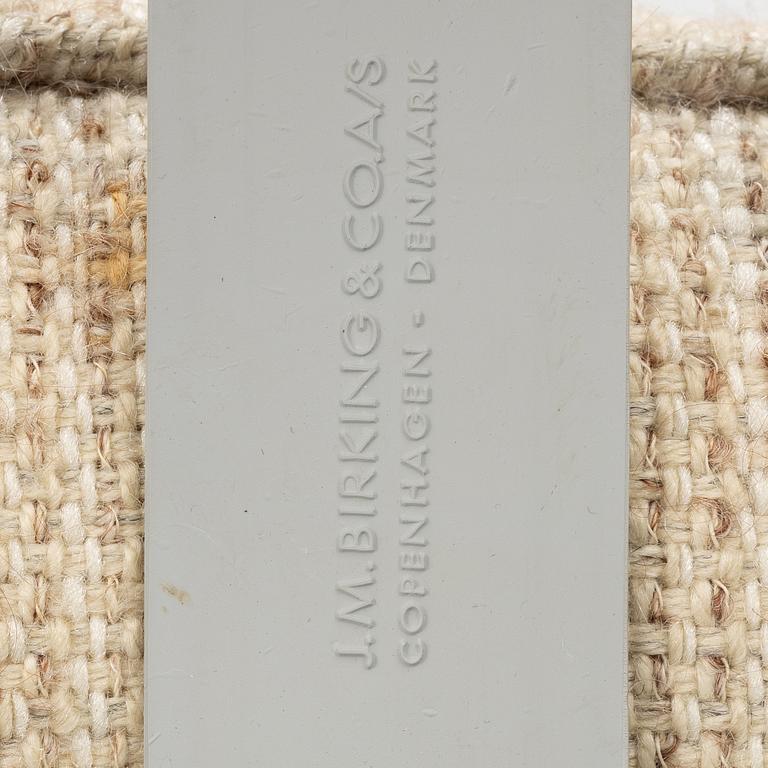 J.M.BIRKING & CO.A/S
COPENHAGEN - DENMARK